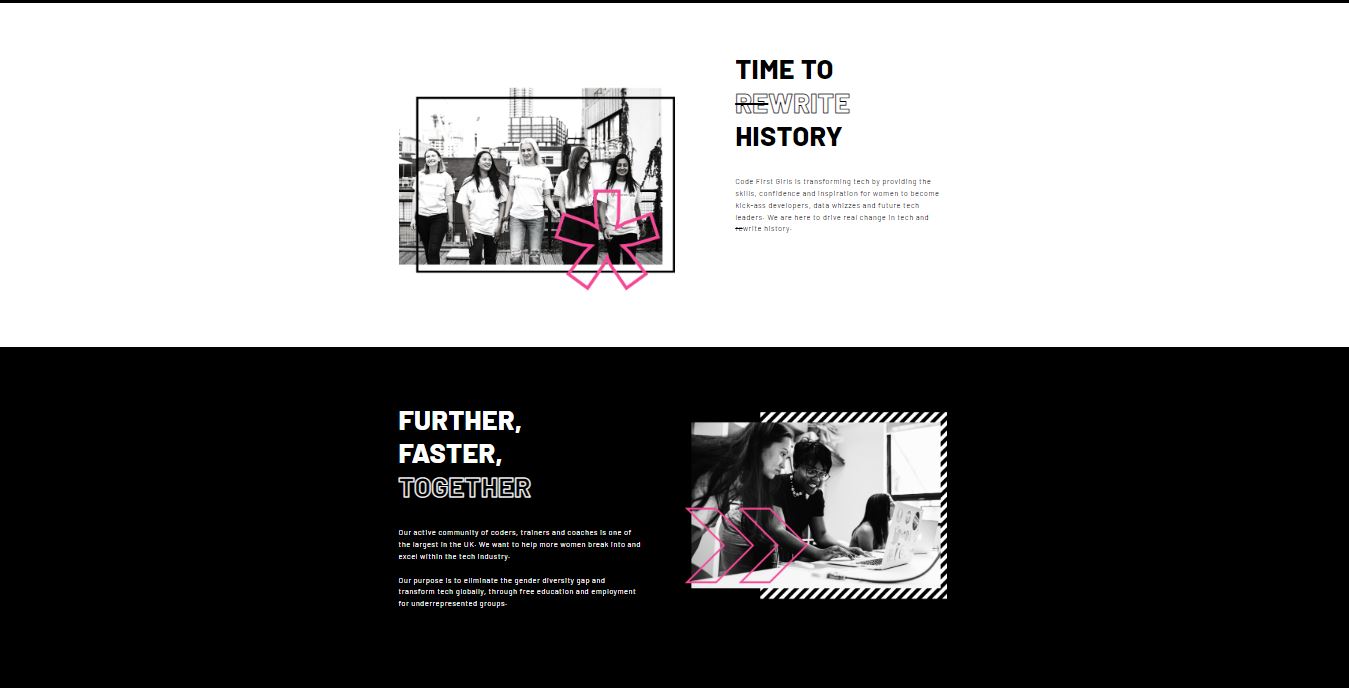 TIME TO
REWRITE
HISTORY
Code First Girls is transforming tech by providing the
skills, confidence and inspiration for women to become
kick-ass developers, data whizzes and future tech
leaders. We are here to drive real change in tech and
rewrite history.
FURTHER,
FASTER,
TOGETHER
Our active community of coders, trainers and coaches is one of
the largest in the UK. We want to help more women break into and
excel within the tech industry.
Our purpose is to eliminate the gender diversity gap and
transform tech globally, through free education and employment
for underrepresented groups.